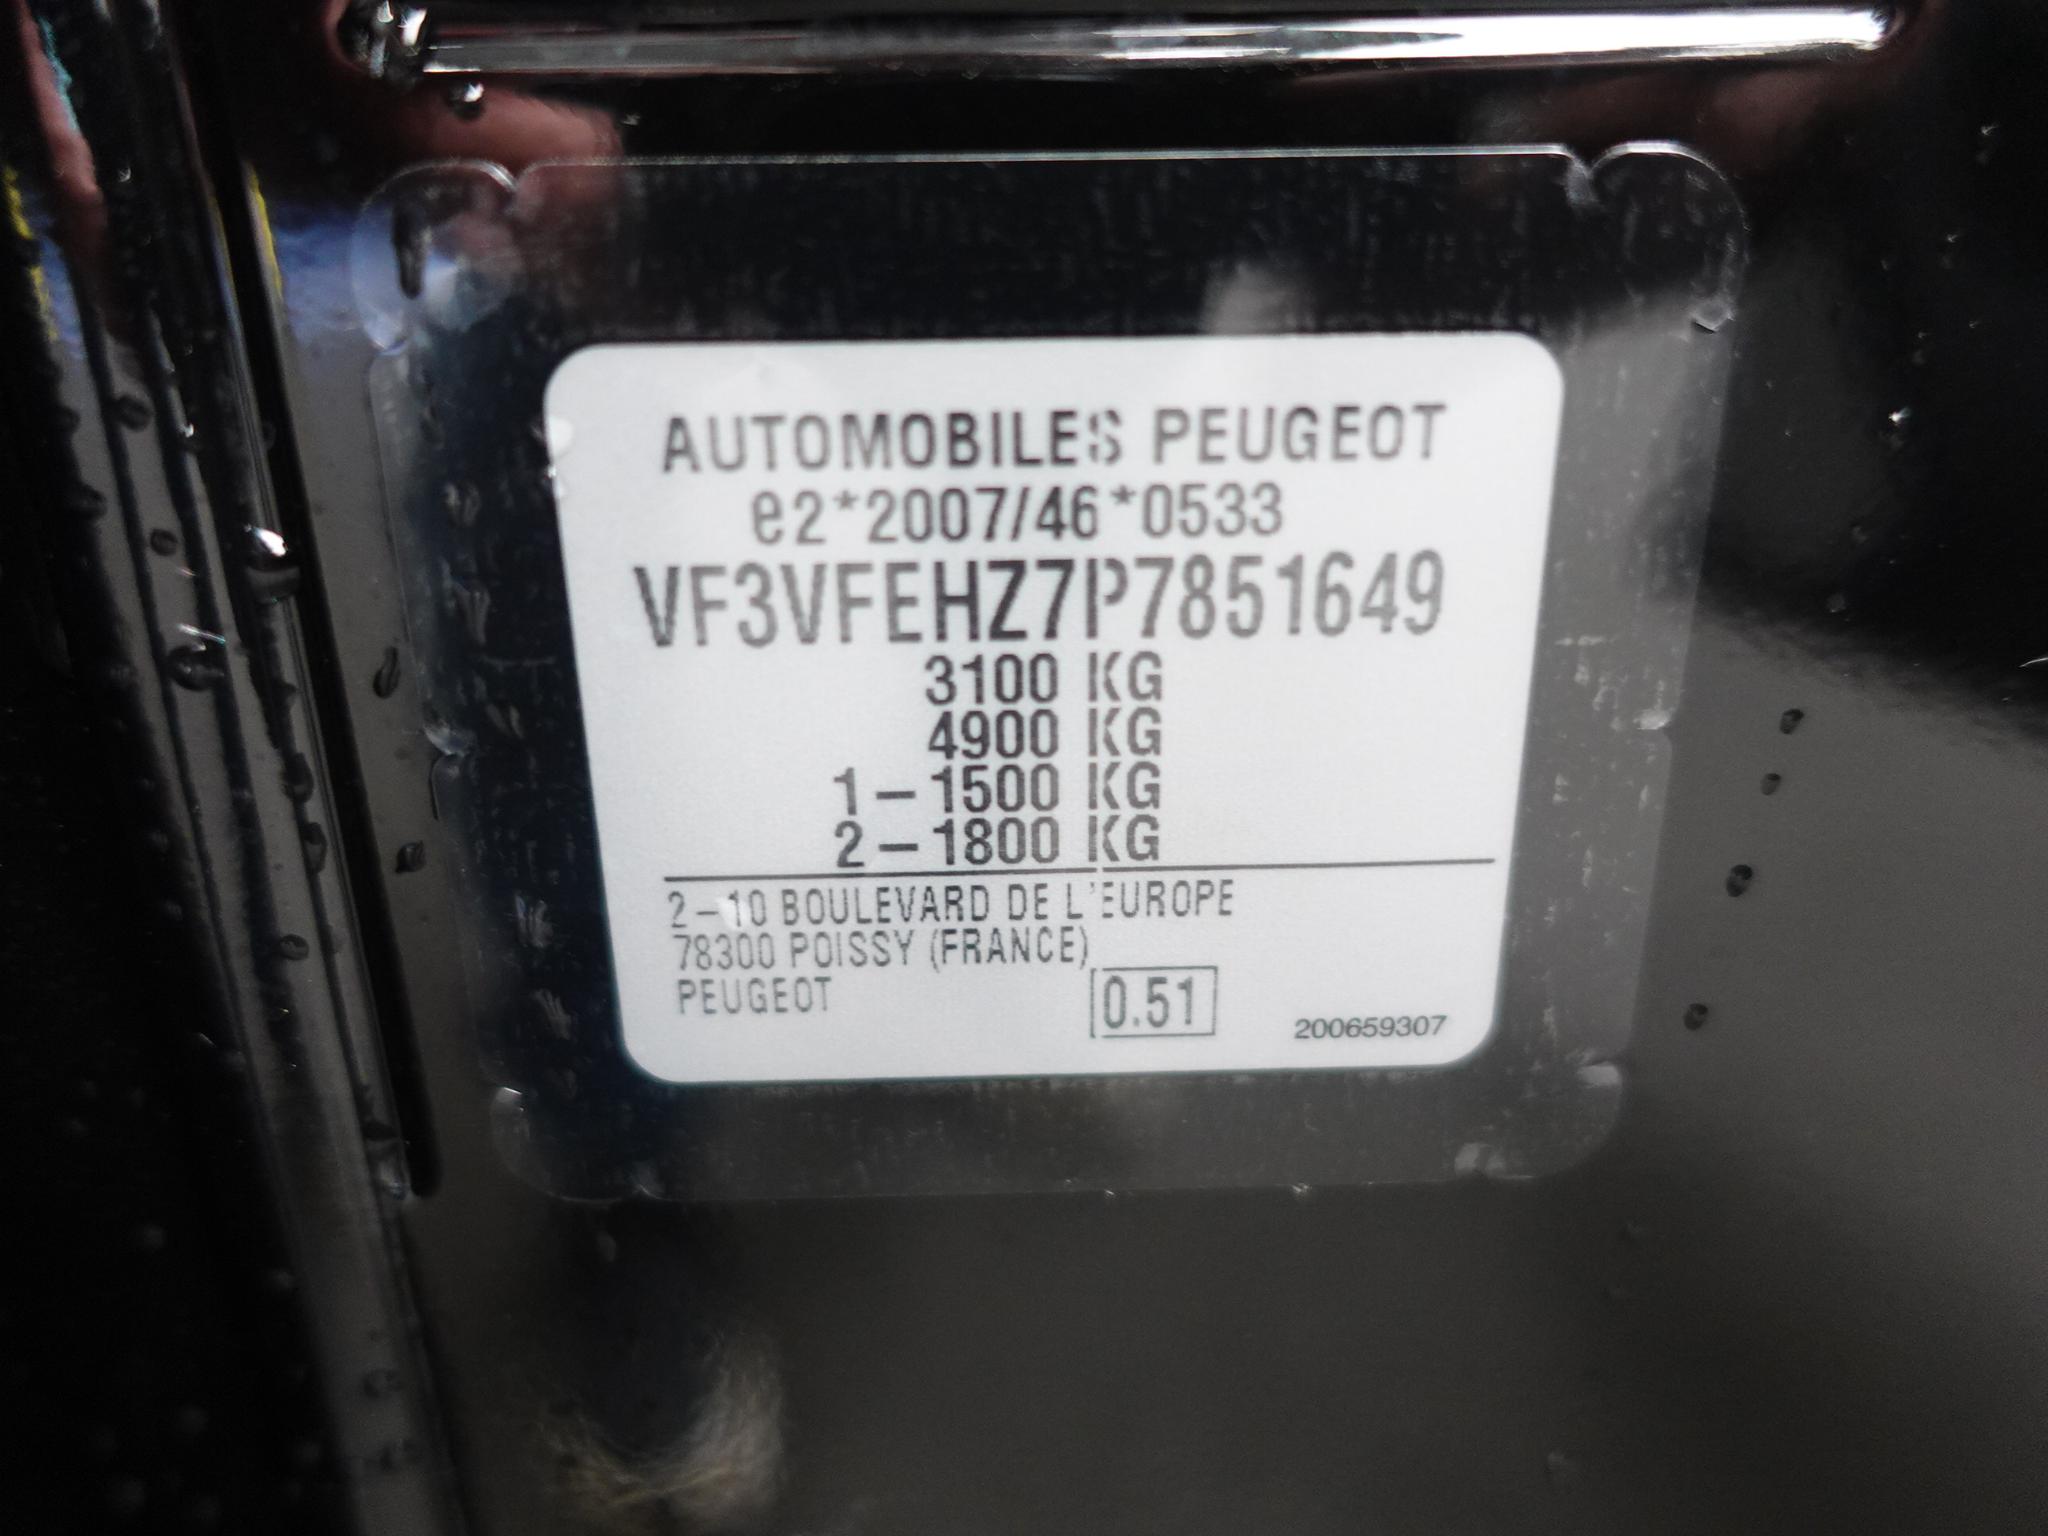 AUTOMOBILES PEUGEOT
e2*2007/46*0533
VF3VFEHZ7P7851649
3100 KG
4900 KG
1-1500 KG
2-1800 KG
2-10 BOULEVARD DE L'EUROPE
78300 POISSY (FRANCE)
PEUGEOT
0.51
200659307